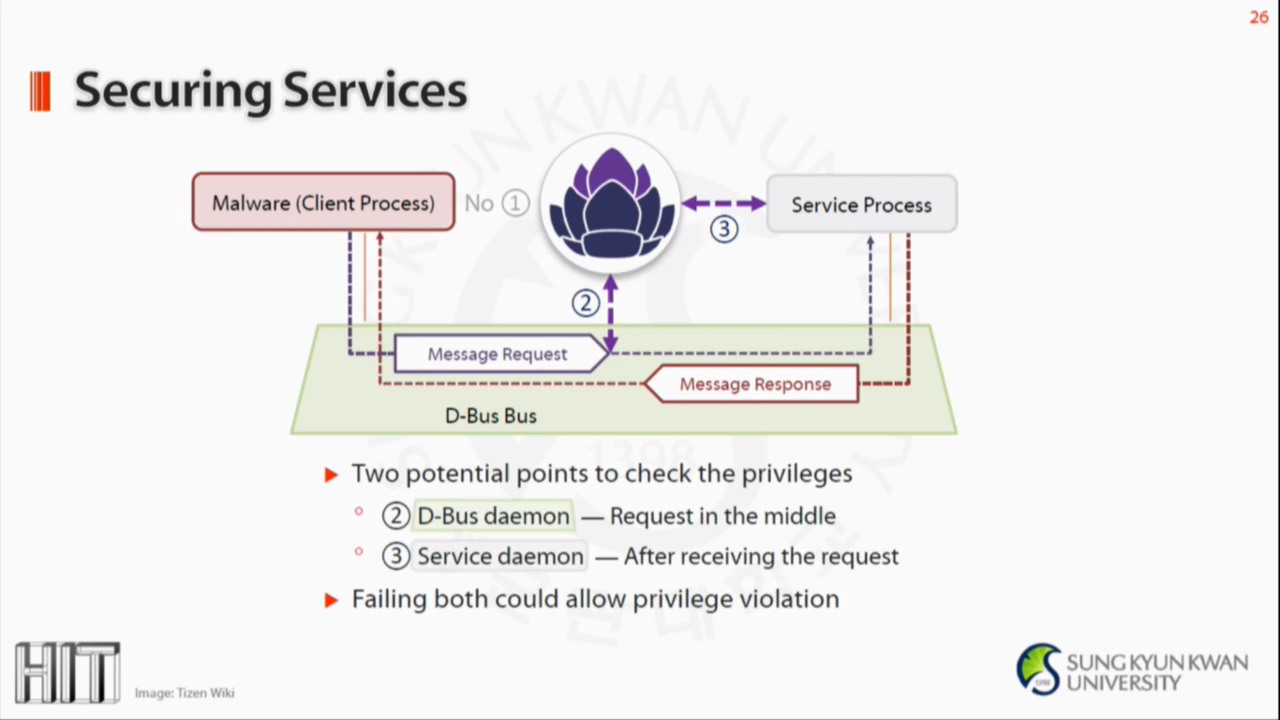 26
Securing Services
Malware (Client Process)
No ①
③
Service Process
②
Message Request
Message Response
D-Bus Bus
1398
Two potential points to check the privileges
② D-Bus daemon — Request in the middle
③ Service daemon — After receiving the request
Failing both could allow privilege violation
HIT
Image: Tizen Wiki
1398
SUNG KYUN KWAN
UNIVERSITY